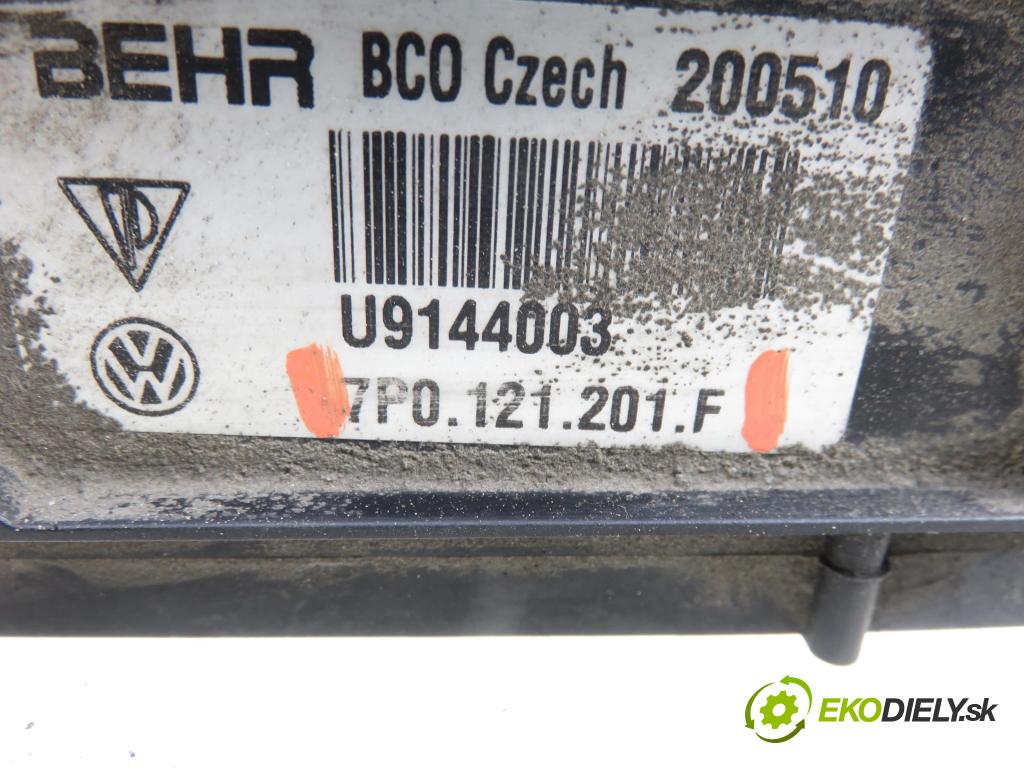 BEHR BCO Czech 200510
U9144003
7P0.121.201.F
EKODIELY.sk